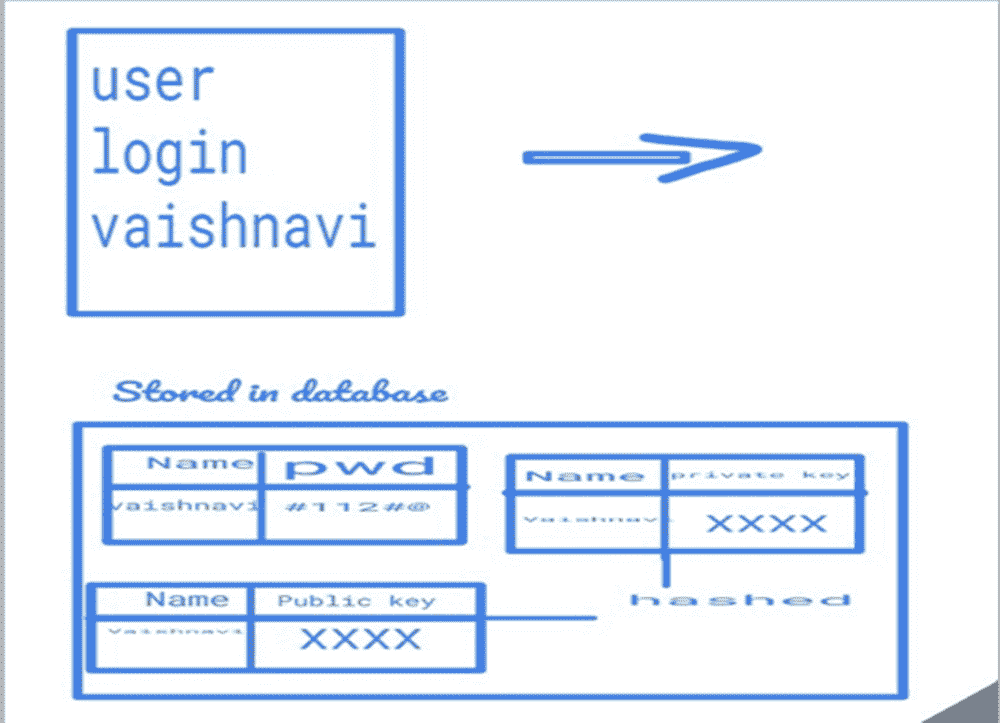 user
login
vaishnavi
Stored in database
Name pwd
vaishnavi #112#@
Name private key
Vaishnavi XXXX
hashed
Name Public key
Vaishnavi XXXX